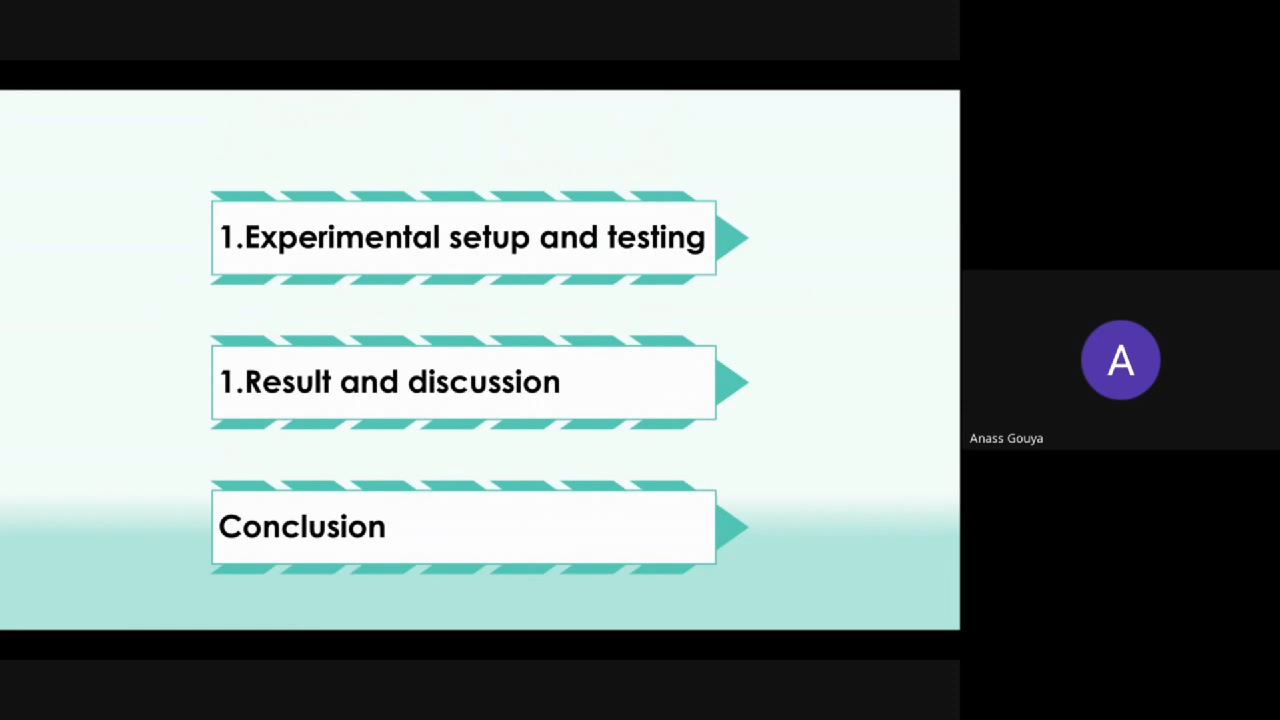 1.Experimental setup and testing
1.Result and discussion
Conclusion
A
Anass Gouya